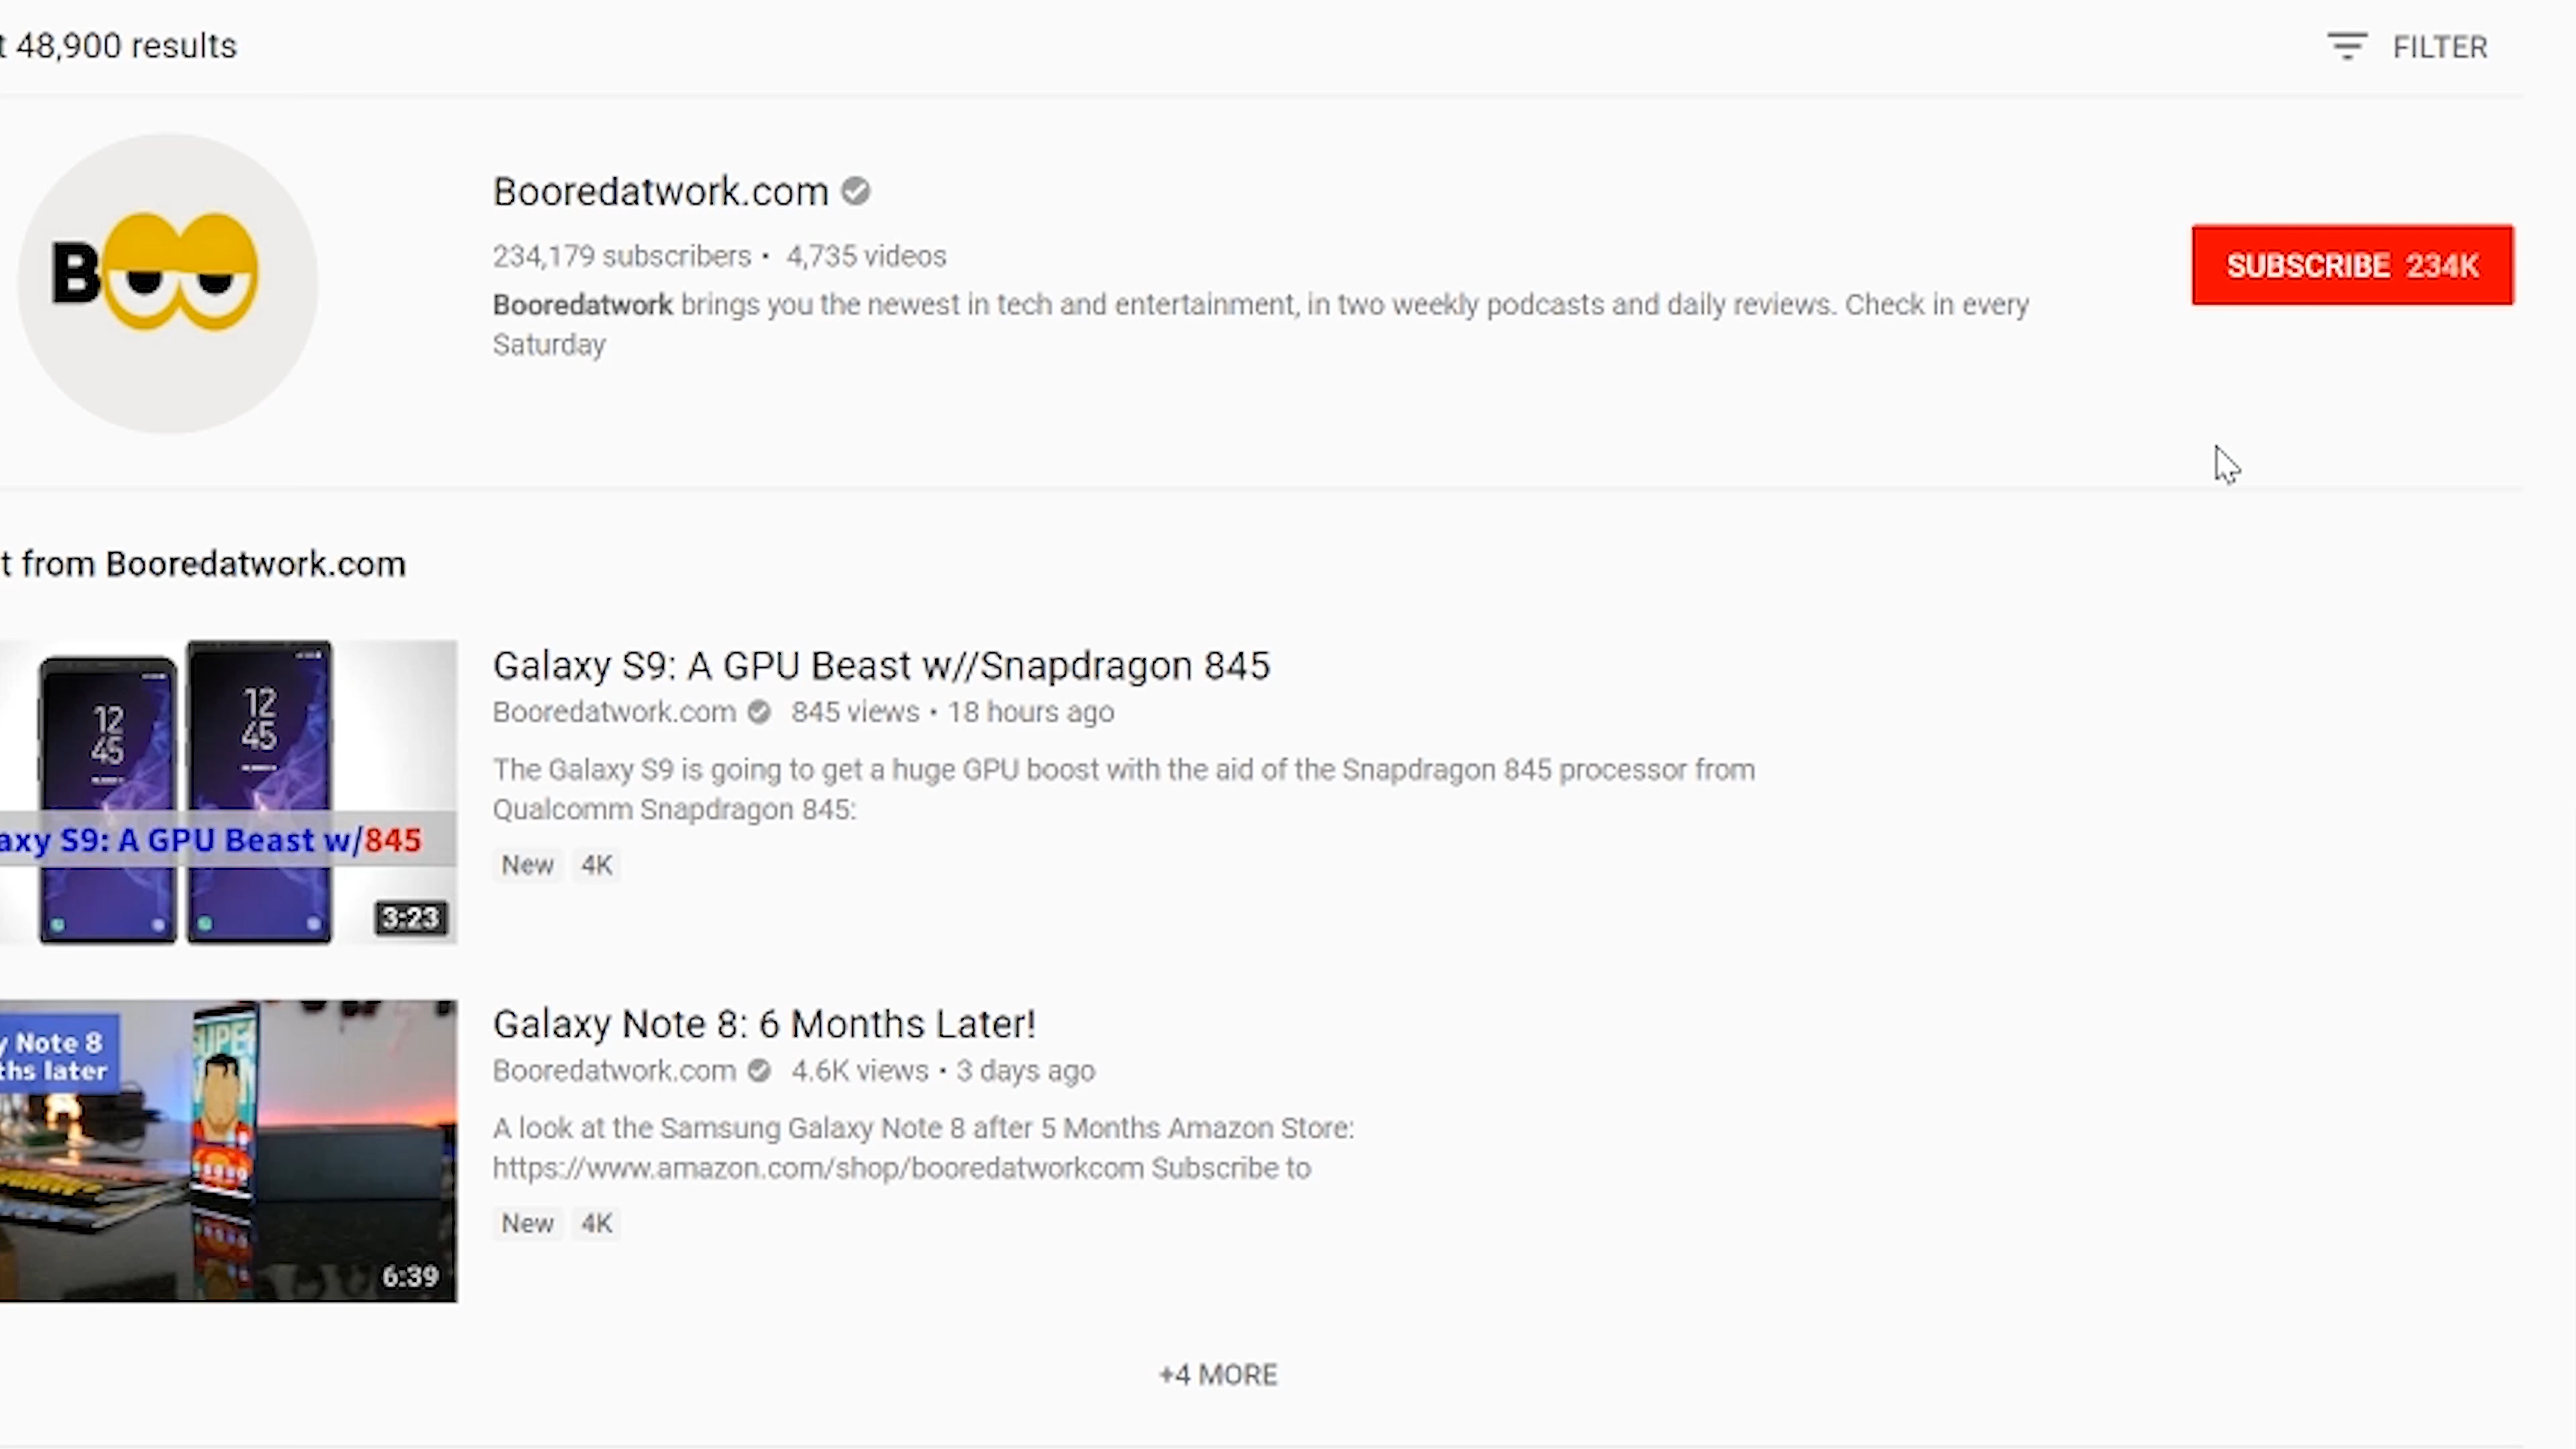 t 48,900 results
FILTER
B
Booredatwork.com
234,179 subscribers • 4,735 videos
SUBSCRIBE 234K
Booredatwork brings you the newest in tech and entertainment, in two weekly podcasts and daily reviews. Check in every
Saturday
t from Booredatwork.com
12
45
12
45
axy S9: A GPU Beast w/845
3:23
Galaxy S9: A GPU Beast w//Snapdragon 845
Booredatwork.com 845 views • 18 hours ago
The Galaxy S9 is going to get a huge GPU boost with the aid of the Snapdragon 845 processor from
Qualcomm Snapdragon 845:
New 4K
y Note 8
ths later
6:39
Galaxy Note 8: 6 Months Later!
Booredatwork.com 4.6K views • 3 days ago
A look at the Samsung Galaxy Note 8 after 5 Months Amazon Store:
https://www.amazon.com/shop/booredatworkcom Subscribe to
New 4K
+4 MORE